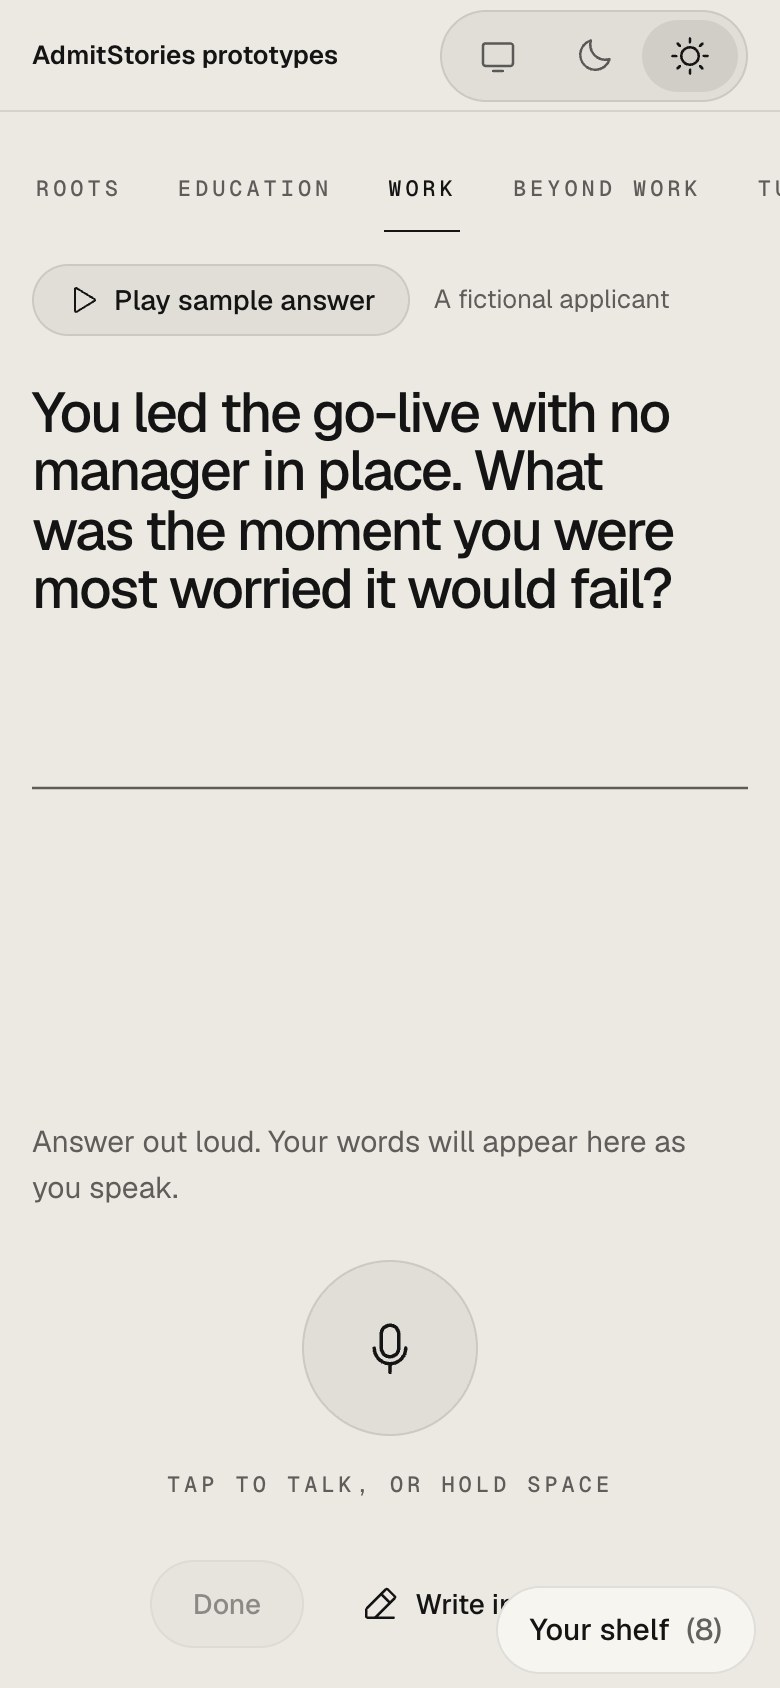 AdmitStories prototypes
ROOTS EDUCATION WORK BEYOND WORK
Play sample answer A fictional applicant
You led the go-live with no
manager in place. What
was the moment you were
most worried it would fail?
Answer out loud. Your words will appear here as
you speak.
TAP TO TALK, OR HOLD SPACE
Done Write
Your shelf (8)